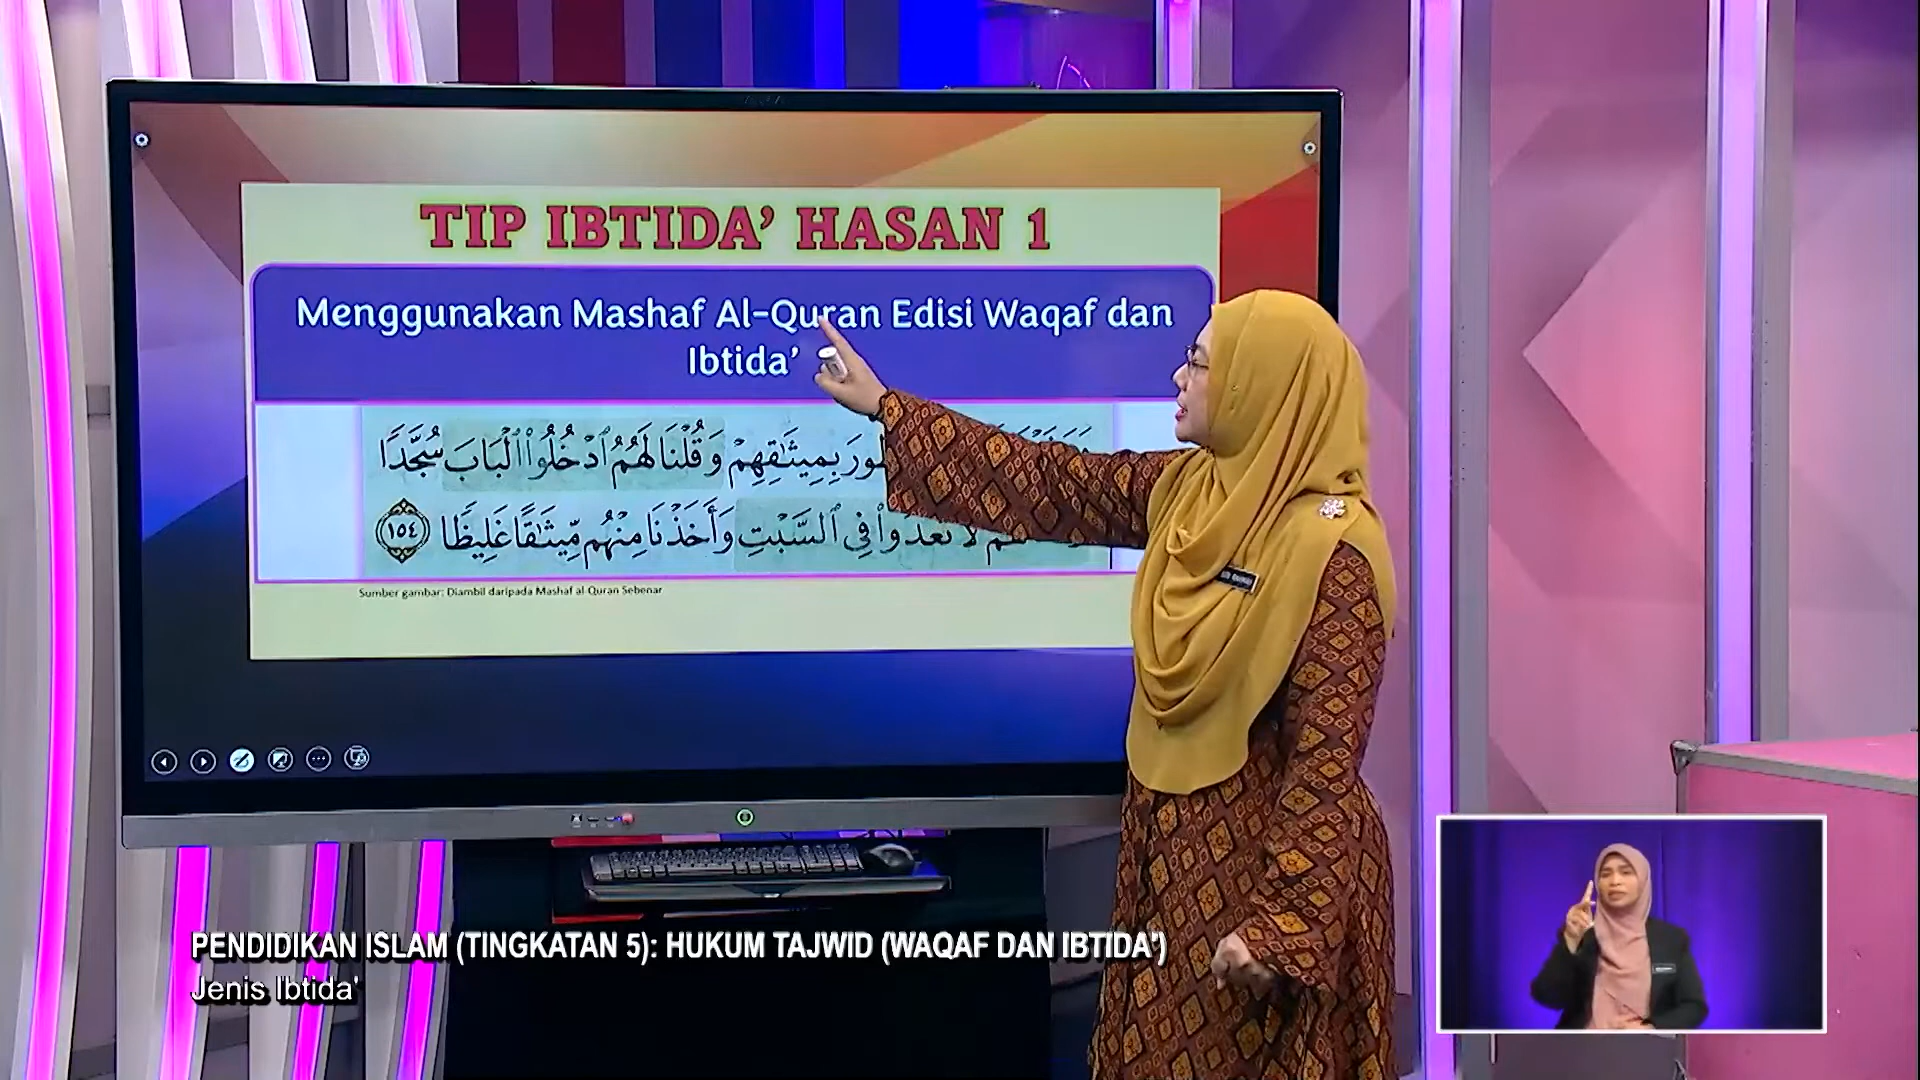 TIP IBTIDA’ HASAN 1
Menggunakan Mashaf Al-Quran Edisi Waqaf dan
Ibtida’
بِمِيثَٰقِهِمْ وَقُلْنَا لَهُمُ ٱدْخُلُوا۟ ٱلْبَابَ سُجَّدًا
لَا تَعْدُوا۟ فِى ٱلسَّبْتِ وَأَخَذْنَا مِنْهُم مِّيثَٰقًا غَلِيظًا ١٥٤
Sumber gambar: Diambil daripada Mashaf al-Quran Sebenar
PENDIDIKAN ISLAM (TINGKATAN 5): HUKUM TAJWID (WAQAF DAN IBTIDA')
Jenis Ibtida'